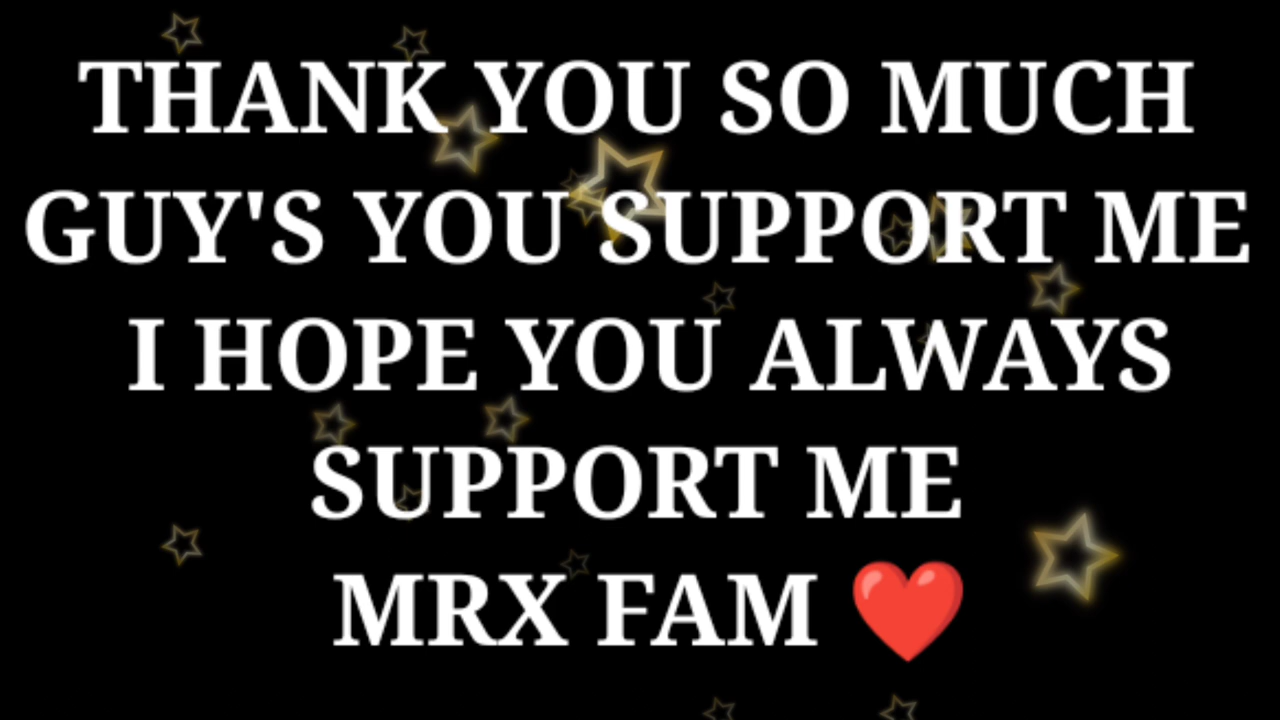 THANK YOU SO MUCH
GUY'S YOU SUPPORT ME
I HOPE YOU ALWAYS
SUPPORT ME
MRX FAM ❤️